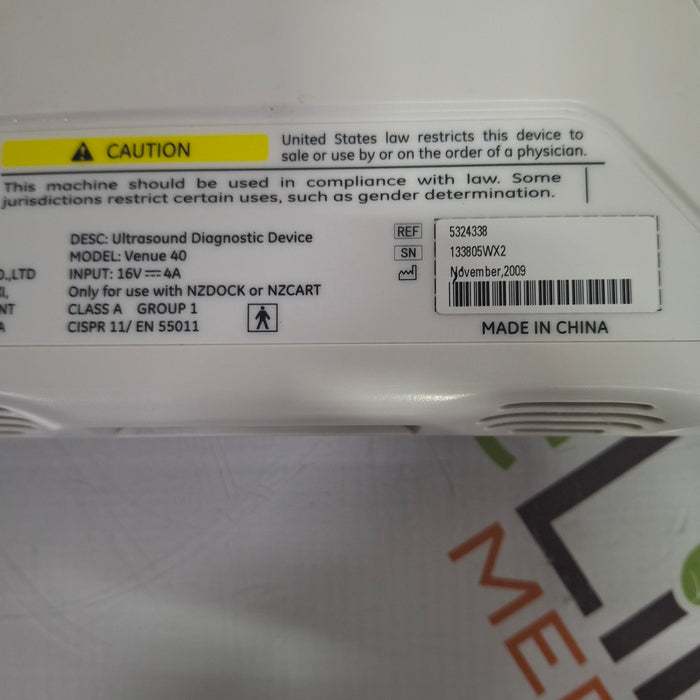 CAUTION
United States law restricts this device to
sale or use by or on the order of a physician.
This machine should be used in compliance with law. Some
jurisdictions restrict certain uses, such as gender determination.
DESC: Ultrasound Diagnostic Device
MODEL: Venue 40
O.,LTD
INPUT: 16V⎓4A
Only for use with NZDOCK or NZCART
NT
CLASS A GROUP 1
A
CISPR 11/ EN 55011
REF 5324338
SN 133805WX2
November,2009
MADE IN CHINA
LiN
MED